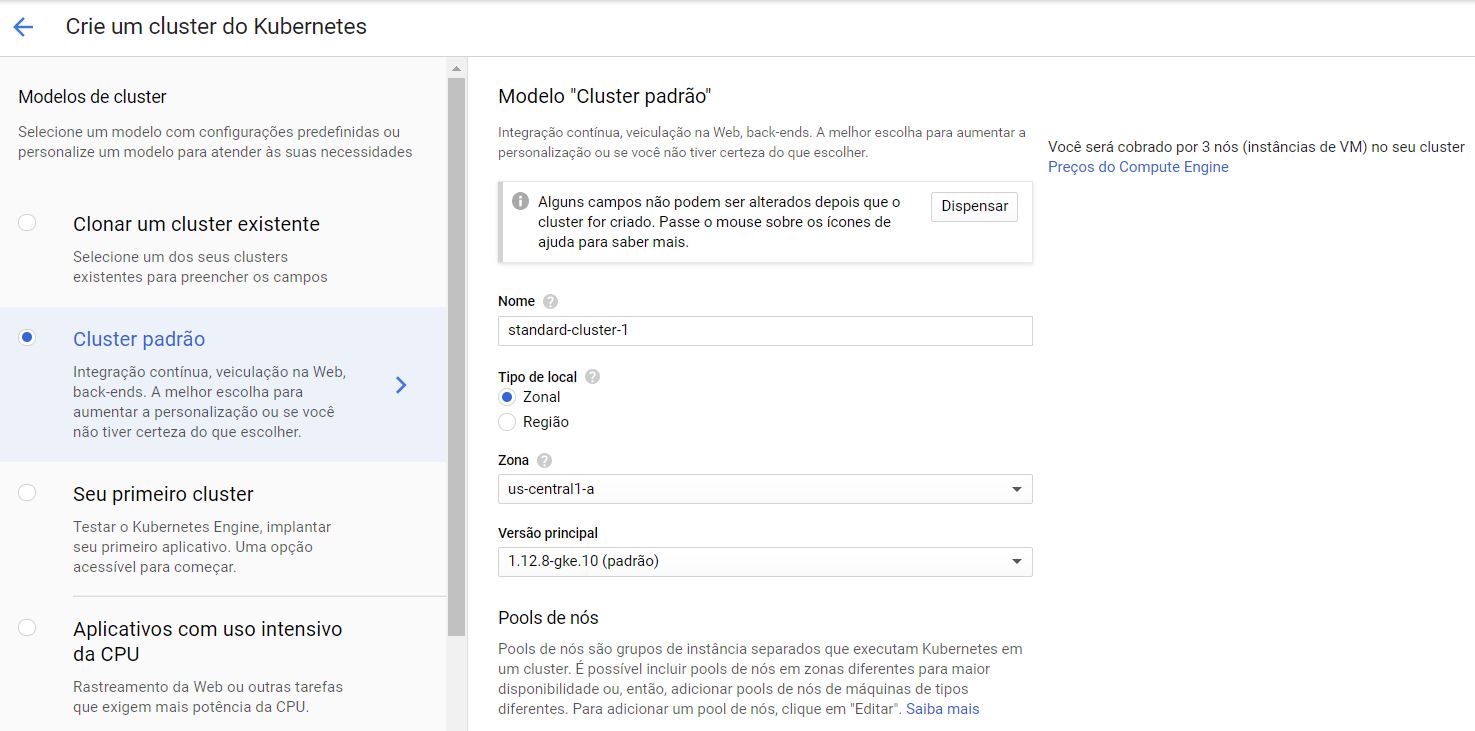 Crie um cluster do Kubernetes
Modelos de cluster
Selecione um modelo com configurações predefinidas ou
personalize um modelo para atender às suas necessidades
Clonar um cluster existente
Selecione um dos seus clusters
existentes para preencher os campos
Cluster padrão
Integração contínua, veiculação na Web,
back-ends. A melhor escolha para
aumentar a personalização ou se você
não tiver certeza do que escolher.
Seu primeiro cluster
Testar o Kubernetes Engine, implantar
seu primeiro aplicativo. Uma opção
acessível para começar.
Aplicativos com uso intensivo
da CPU
Rastreamento da Web ou outras tarefas
que exigem mais potência da CPU.
Modelo "Cluster padrão"
Integração contínua, veiculação na Web, back-ends. A melhor escolha para aumentar a
personalização ou se você não tiver certeza do que escolher.
Alguns campos não podem ser alterados depois que o
cluster for criado. Passe o mouse sobre os ícones de
ajuda para saber mais.
Dispensar
Nome
standard-cluster-1
Tipo de local
Zonal
Região
Zona
us-central1-a
Versão principal
1.12.8-gke.10 (padrão)
Pools de nós
Pools de nós são grupos de instância separados que executam Kubernetes em
um cluster. É possível incluir pools de nós em zonas diferentes para maior
disponibilidade ou, então, adicionar pools de nós de máquinas de tipos
diferentes. Para adicionar um pool de nós, clique em "Editar". Saiba mais
Você será cobrado por 3 nós (instâncias de VM) no seu cluster
Preços do Compute Engine